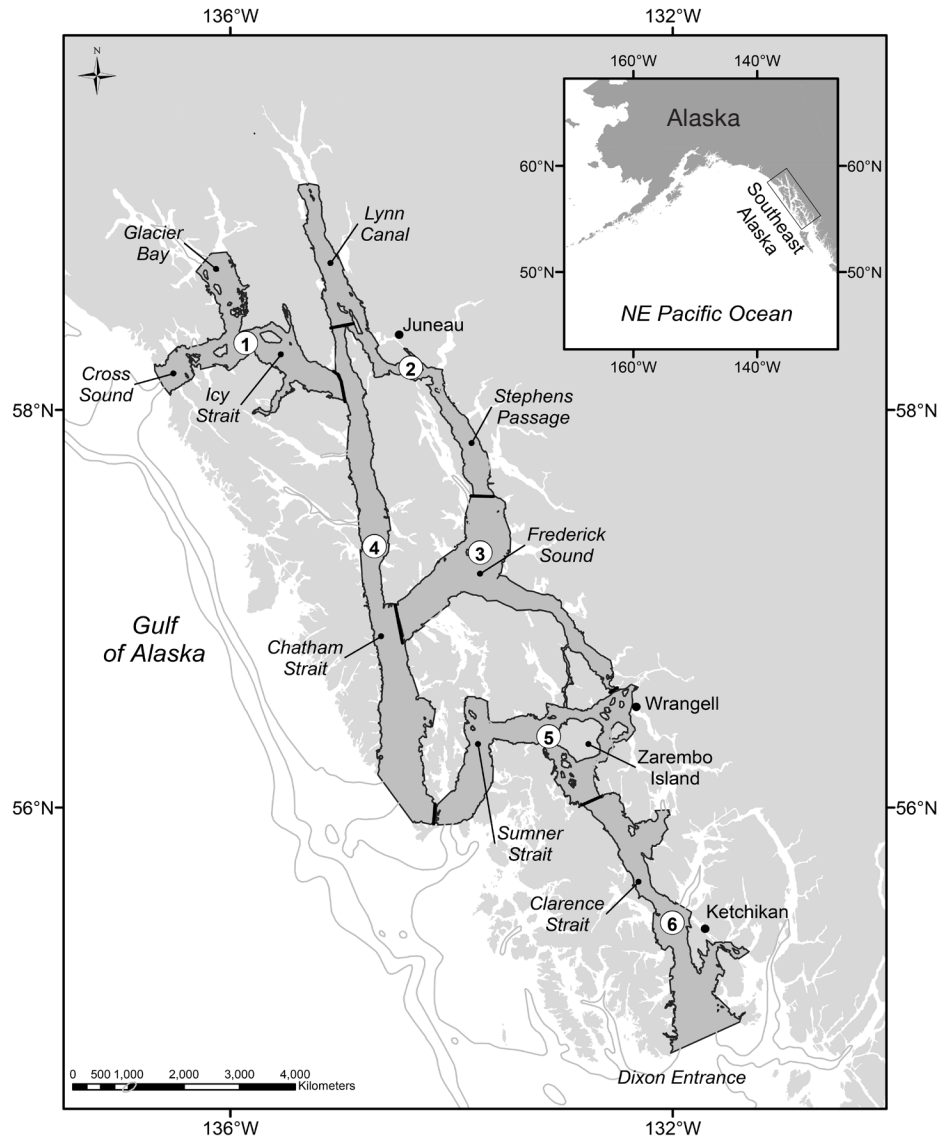 136°W 132°W
N
160°W 140°W
Alaska
60°N 60°N
Southeast
Alaska
50°N 50°N
NE Pacific Ocean
160°W 140°W
Lynn
Canal
Glacier
Bay
Juneau
1
2
Cross
Sound
Icy
Strait
58°N 58°N
Stephens
Passage
Frederick
Sound
4
3
Gulf
of Alaska
Chatham
Strait
Wrangell
5
Zarembo
Island
56°N 56°N
Sumner
Strait
Clarence
Strait
Ketchikan
6
Dixon Entrance
0 500 1,000 2,000 3,000 4,000
Kilometers
136°W 132°W